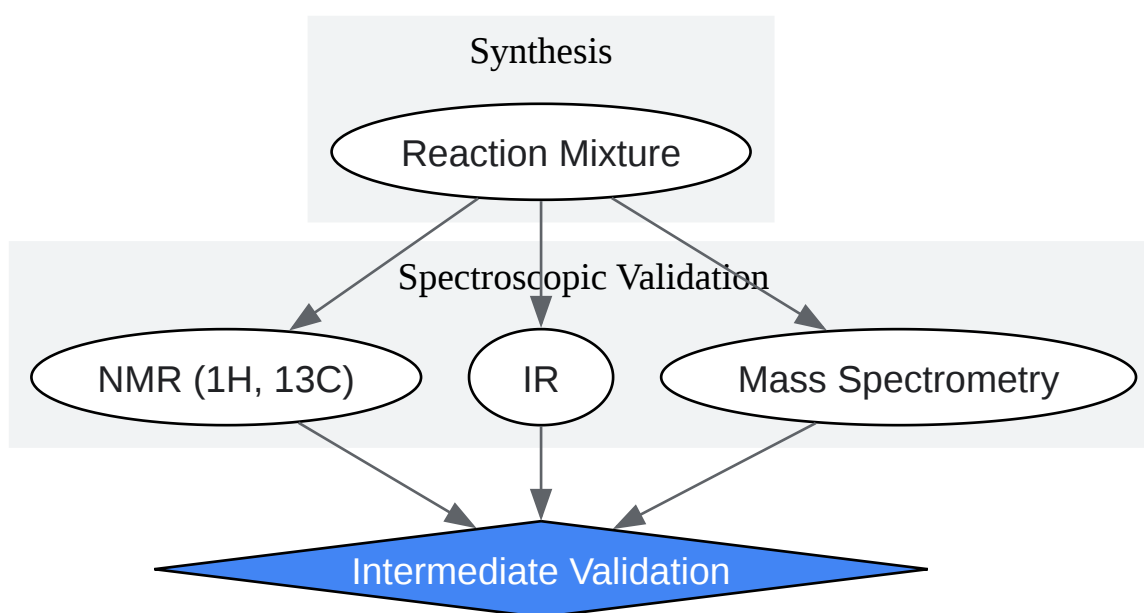 Synthesis
Reaction Mixture
Spectroscopic Validation
NMR (1H, 13C)
IR
Mass Spectrometry
Intermediate Validation